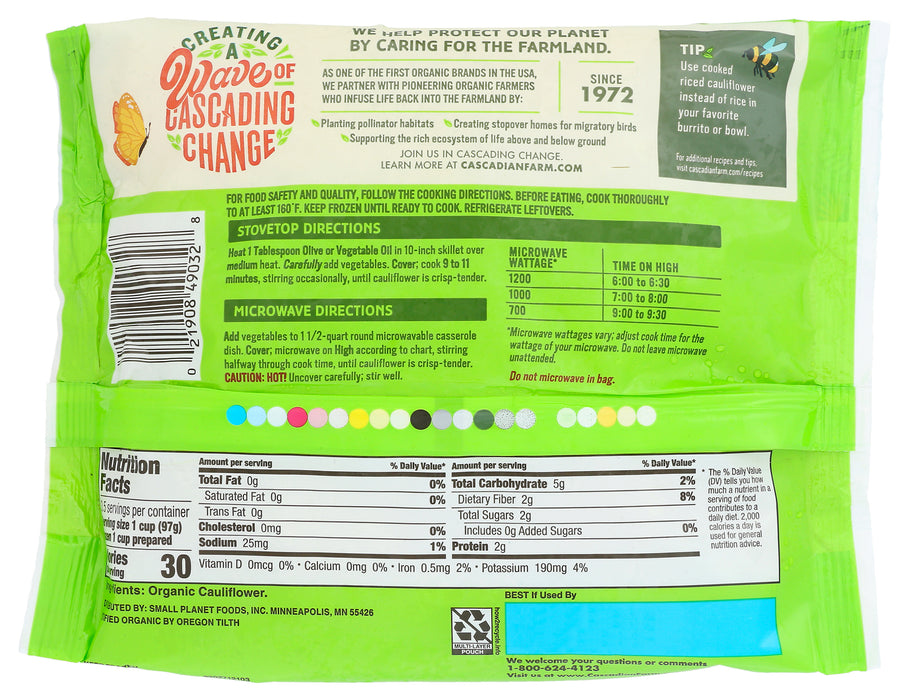 CREATING
A
Wave OF
CASCADING
CHANGE
WE HELP PROTECT OUR PLANET
BY CARING FOR THE FARMLAND.
AS ONE OF THE FIRST ORGANIC BRANDS IN THE USA,
WE PARTNER WITH PIONEERING ORGANIC FARMERS
WHO INFUSE LIFE BACK INTO THE FARMLAND BY:
SINCE
1972
Planting pollinator habitats Creating stopover homes for migratory birds
Supporting the rich ecosystem of life above and below ground
JOIN US IN CASCADING CHANGE.
LEARN MORE AT CASCADIANFARM.COM
TIP
Use cooked
riced cauliflower
instead of rice in
your favorite
burrito or bowl.
For additional recipes and tips,
visit cascadianfarm.com/recipes
FOR FOOD SAFETY AND QUALITY, FOLLOW THE COOKING DIRECTIONS. BEFORE EATING, COOK THOROUGHLY
TO AT LEAST 160°F. KEEP FROZEN UNTIL READY TO COOK. REFRIGERATE LEFTOVERS.
STOVETOP DIRECTIONS
Heat 1 Tablespoon Olive or Vegetable Oil in 10-inch skillet over
medium heat. Carefully add vegetables. Cover; cook 9 to 11
minutes, stirring occasionally, until cauliflower is crisp-tender.
MICROWAVE DIRECTIONS
Add vegetables to 1 1/2-quart round microwavable casserole
dish. Cover; microwave on High according to chart, stirring
halfway through cook time, until cauliflower is crisp-tender.
CAUTION: HOT! Uncover carefully; stir well.
MICROWAVE
WATTAGE* TIME ON HIGH
1200 6:00 to 6:30
1000 7:00 to 8:00
700 9:00 to 9:30
*Microwave wattages vary; adjust cook time for the
wattage of your microwave. Do not leave microwave
unattended.
Do not microwave in bag.
0 21908 49032 8
Nutrition
Facts
.5 servings per container
rving size 1 cup (97g)
en 1 cup prepared
ories
rving 30
Amount per serving % Daily Value*
Total Fat 0g 0%
Saturated Fat 0g 0%
Trans Fat 0g
Cholesterol 0mg 0%
Sodium 25mg 1%
Amount per serving % Daily Value*
Total Carbohydrate 5g 2%
Dietary Fiber 2g 8%
Total Sugars 2g
Includes 0g Added Sugars 0%
Protein 2g
Vitamin D 0mcg 0% • Calcium 0mg 0% • Iron 0.5mg 2% • Potassium 190mg 4%
* The % Daily Value
(DV) tells you how
much a nutrient in a
serving of food
contributes to a
daily diet. 2,000
calories a day is
used for general
nutrition advice.
ients: Organic Cauliflower.
BUTED BY: SMALL PLANET FOODS, INC. MINNEAPOLIS, MN 55426
IFIED ORGANIC BY OREGON TILTH
how2recycle.info
MULTI-LAYER
POUCH
BEST If Used By
We welcome your questions or comments
1-800-624-4123
Visit us at www.CascadianFarm